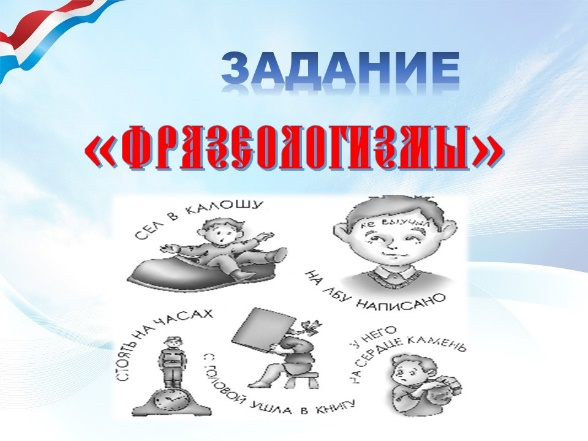 ЗАДАНИЕ
«ФРАЗЕОЛОГИЗМЫ»
СЕЛ В КАЛОШУ
НЕ ВЫУЧИЛ
НА ЛБУ НАПИСАНО
СТОЯТЬ НА ЧАСАХ
С ГОЛОВОЙ УШЛА В КНИГУ
У НЕГО
НА СЕРДЦЕ КАМЕНЬ